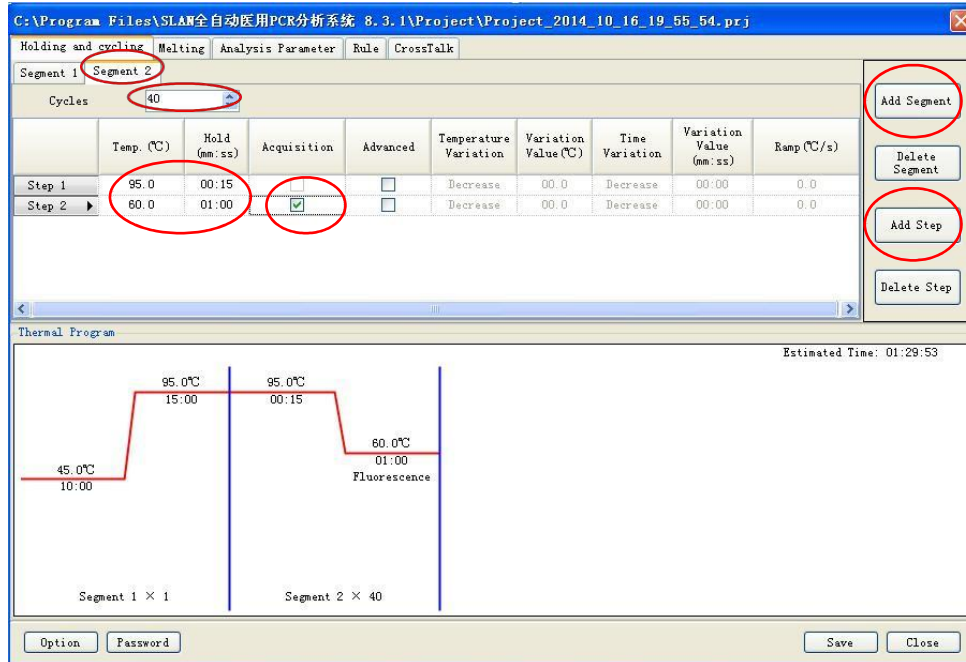 C:\Program Files\SLAN全自动医用PCR分析系统 8.3.1\Project\Project_2014_10_16_19_55_54.prj
Holding and cycling Melting Analysis Parameter Rule CrossTalk
Segment 1 Segment 2
Cycles 40
Add Segment
Temp. (℃) Hold (mm:ss) Acquisition Advanced Temperature Variation Variation Value(℃) Time Variation Variation Value (mm:ss) Ramp(℃/s)
Delete Segment
Step 1 95.0 00:15 Decrease 00.0 Decrease 00:00 0.0
Step 2 60.0 01:00 Decrease 00.0 Decrease 00:00 0.0
Add Step
Delete Step
Thermal Program
Estimated Time: 01:29:53
95.0℃ 95.0℃
15:00 00:15
60.0℃
01:00
Fluorescence
45.0℃
10:00
Segment 1 × 1 Segment 2 × 40
Option Password Save Close